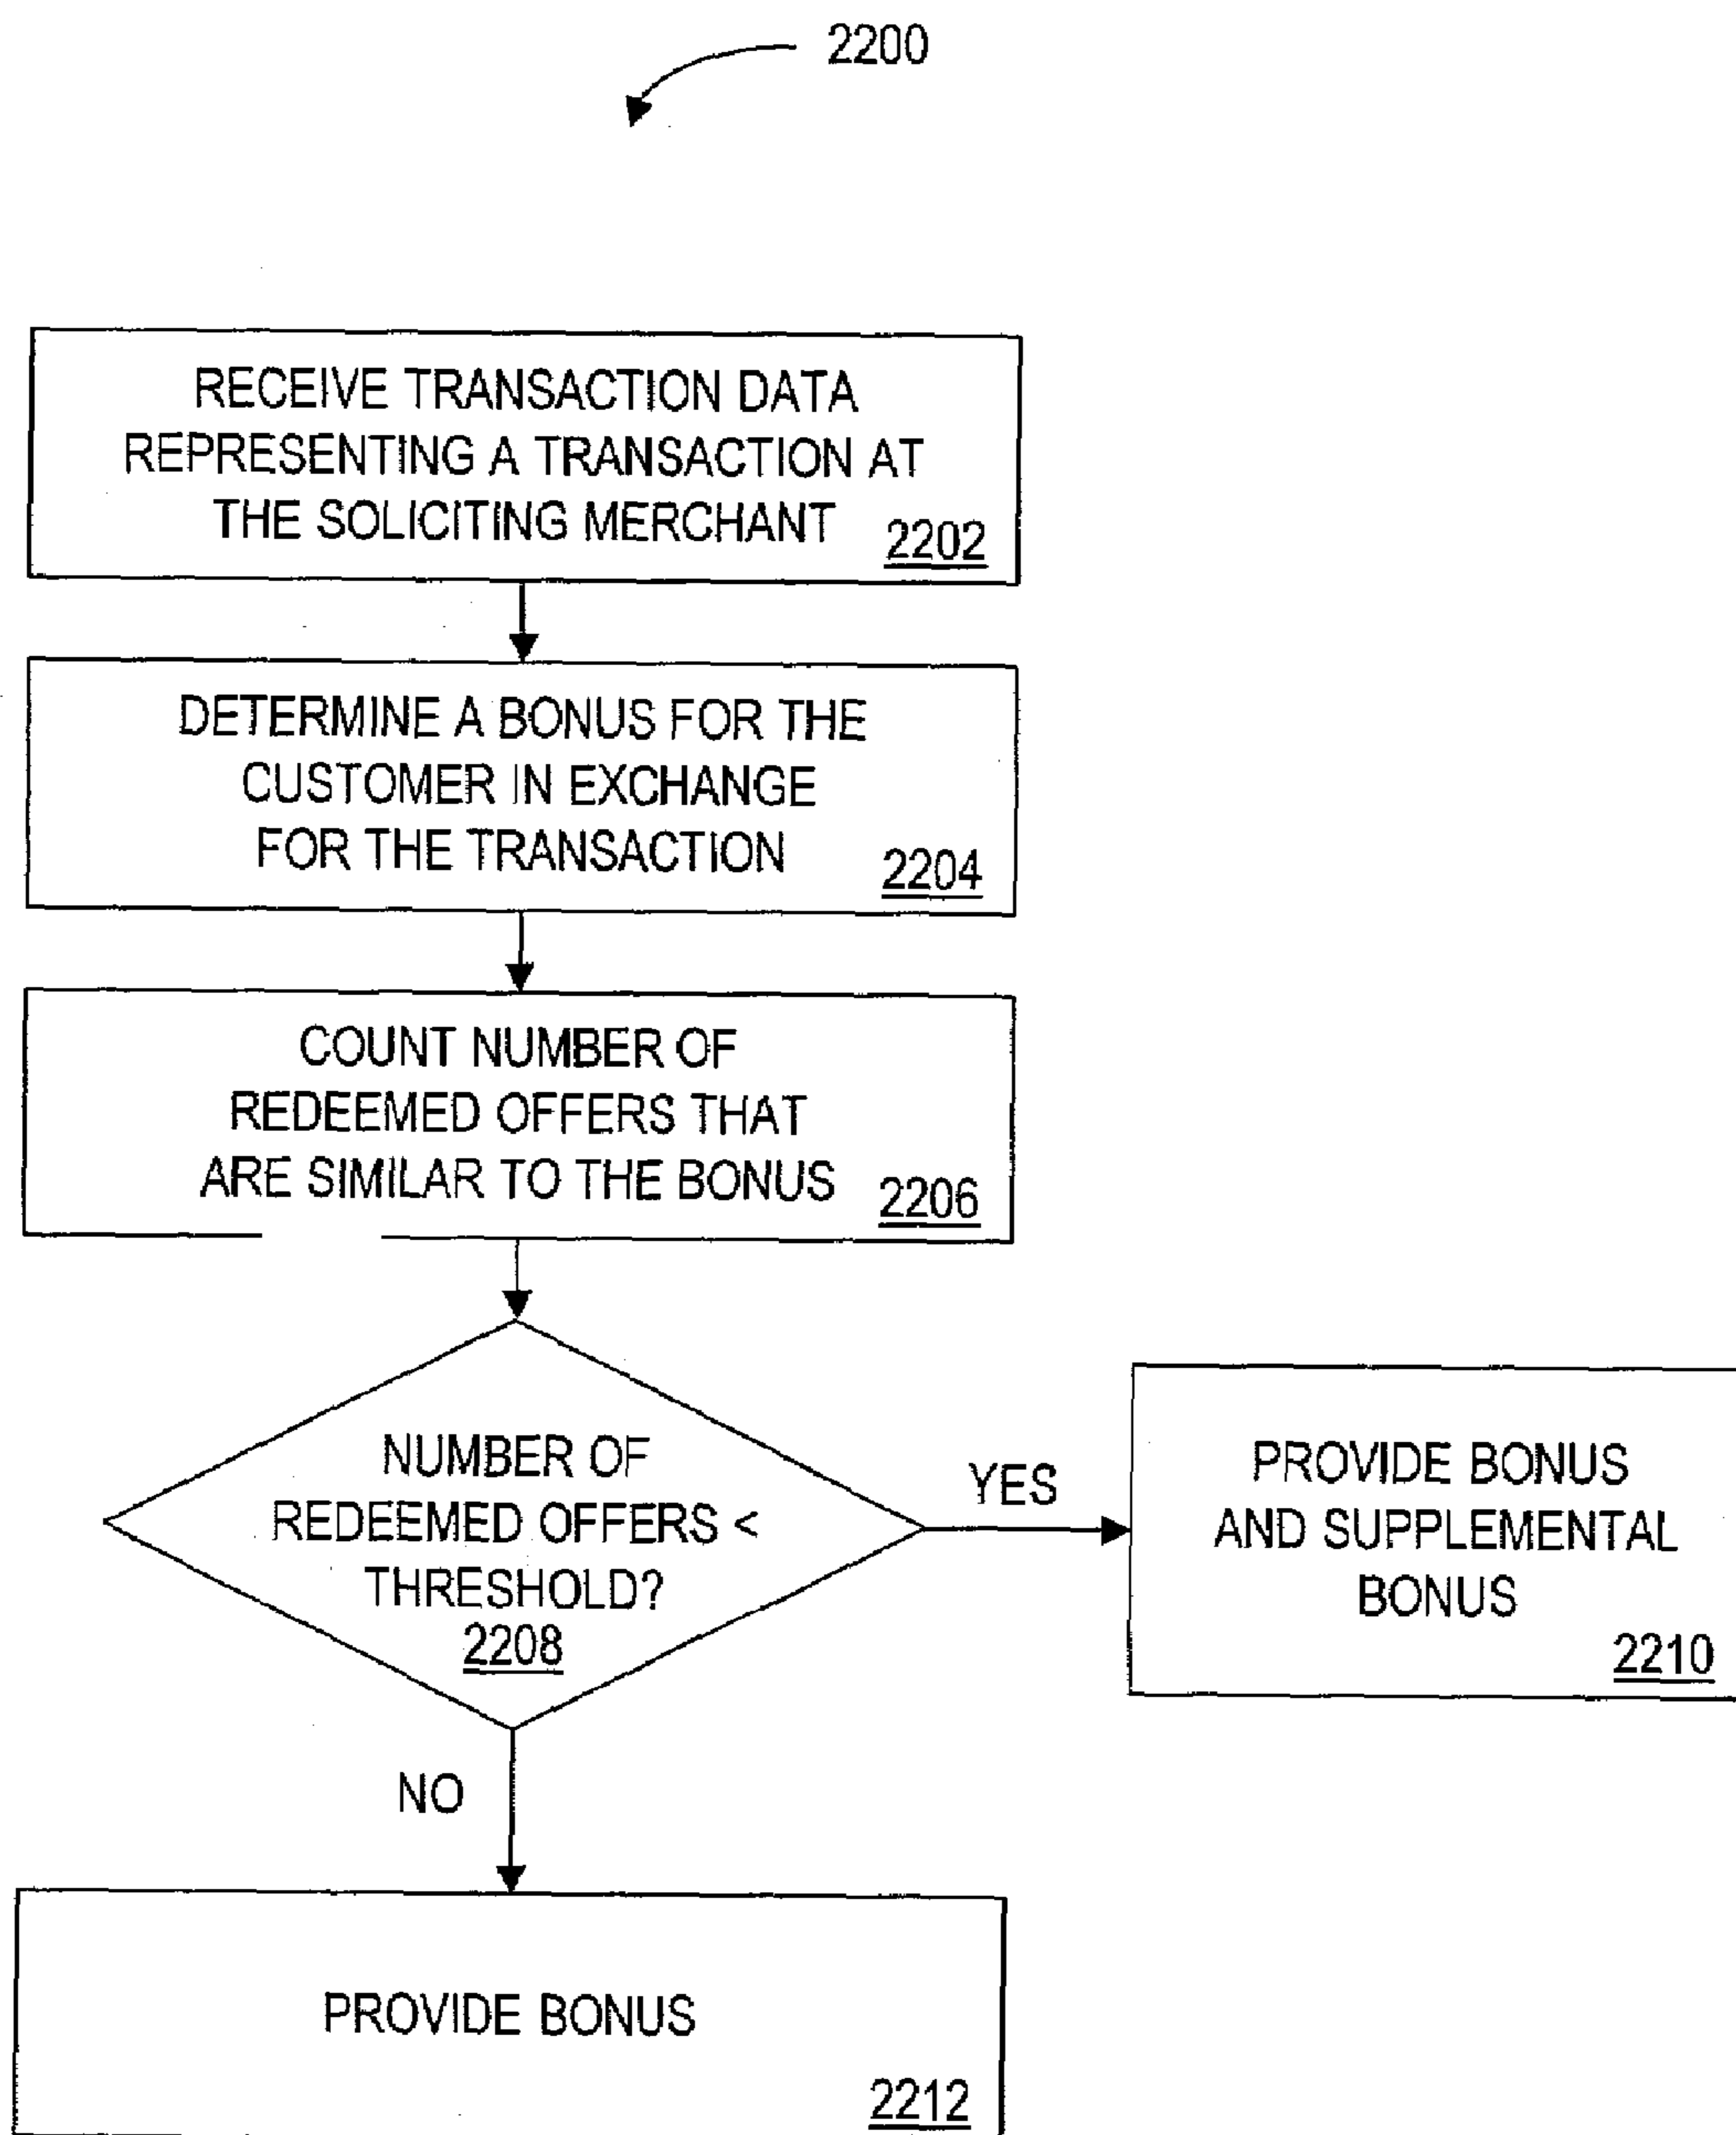 2200
RECEIVE TRANSACTION DATA
REPRESENTING A TRANSACTION AT
THE SOLICITING MERCHANT
2202
DETERMINE A BONUS FOR THE
CUSTOMER IN EXCHANGE
FOR THE TRANSACTION
2204
COUNT NUMBER OF
REDEEMED OFFERS THAT
ARE SIMILAR TO THE BONUS
2206
NUMBER OF
REDEEMED OFFERS <
THRESHOLD?
2208
YES
PROVIDE BONUS
AND SUPPLEMENTAL
BONUS
2210
NO
PROVIDE BONUS
2212